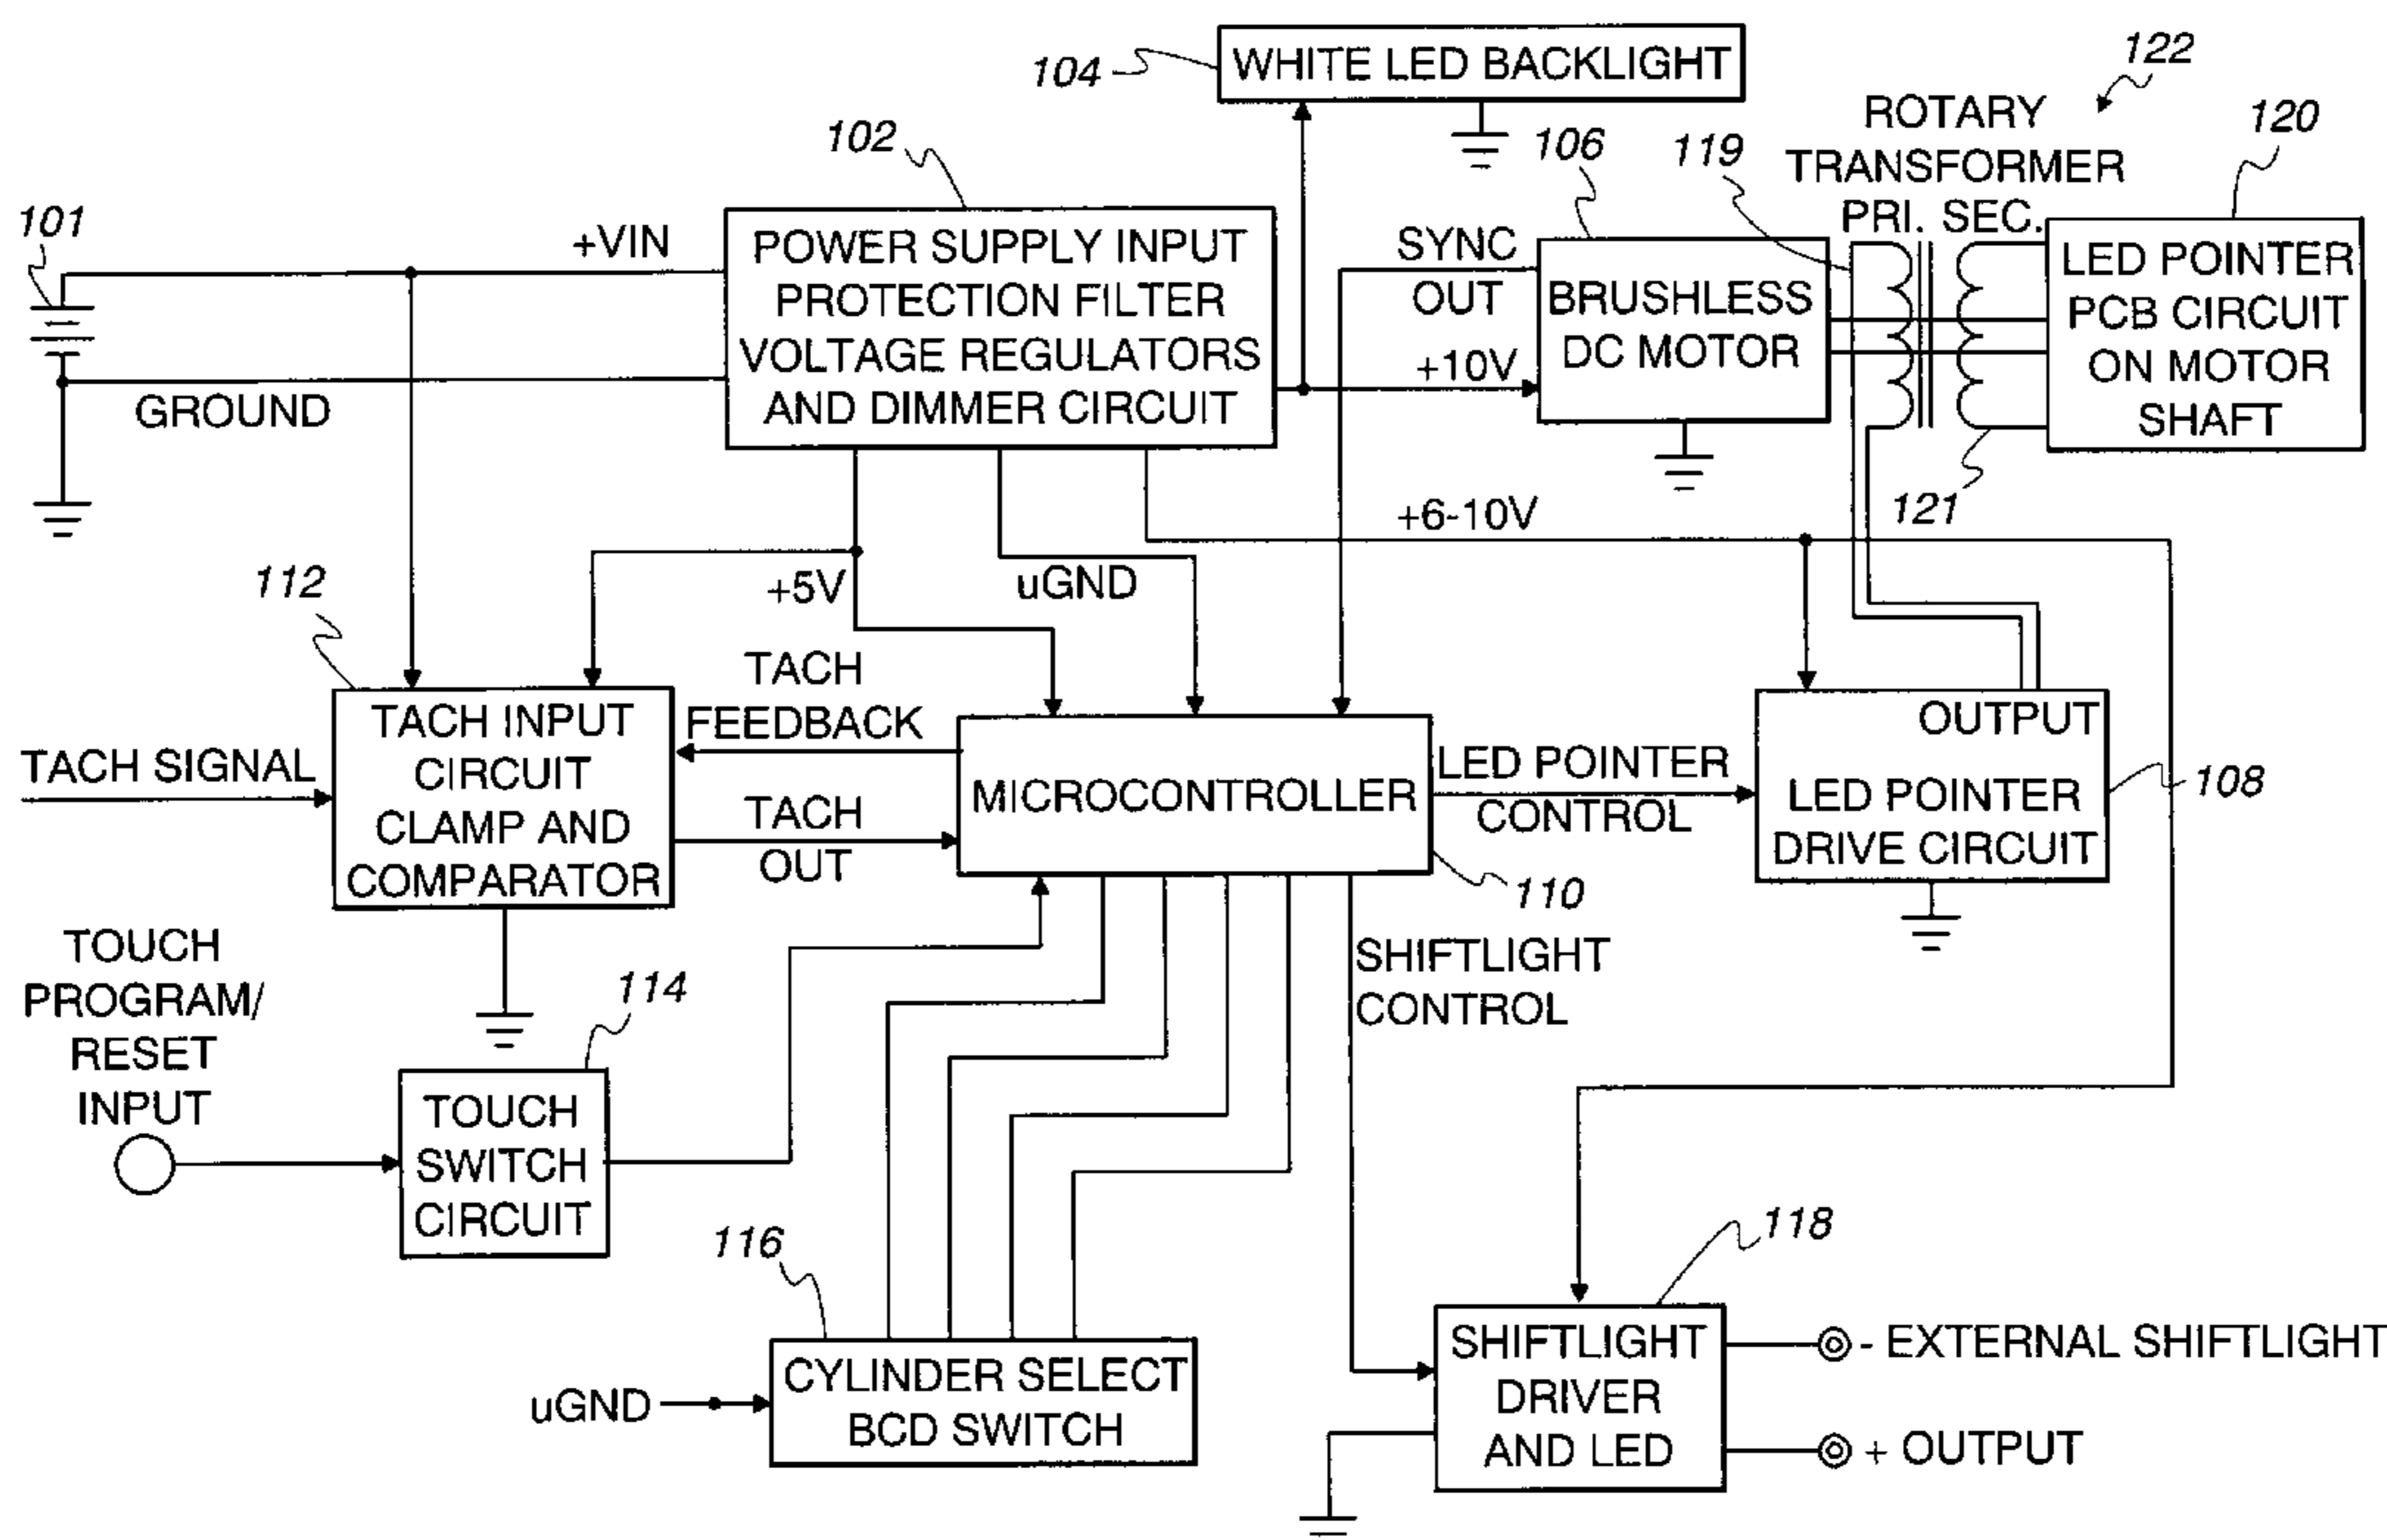 104
WHITE LED BACKLIGHT
122
ROTARY
TRANSFORMER
PRI. SEC.
102
106
119
120
101
+VIN
GROUND
POWER SUPPLY INPUT
PROTECTION FILTER
VOLTAGE REGULATORS
AND DIMMER CIRCUIT
SYNC
OUT
+10V
BRUSHLESS
DC MOTOR
LED POINTER
PCB CIRCUIT
ON MOTOR
SHAFT
121
+6-10V
+5V
uGND
112
TACH SIGNAL
TACH INPUT
CIRCUIT
CLAMP AND
COMPARATOR
TACH
FEEDBACK
TACH
OUT
MICROCONTROLLER
110
LED POINTER
CONTROL
OUTPUT
LED POINTER
DRIVE CIRCUIT
108
TOUCH
PROGRAM/
RESET
INPUT
114
TOUCH
SWITCH
CIRCUIT
SHIFTLIGHT
CONTROL
116
uGND
CYLINDER SELECT
BCD SWITCH
118
SHIFTLIGHT
DRIVER
AND LED
- EXTERNAL SHIFTLIGHT
+ OUTPUT